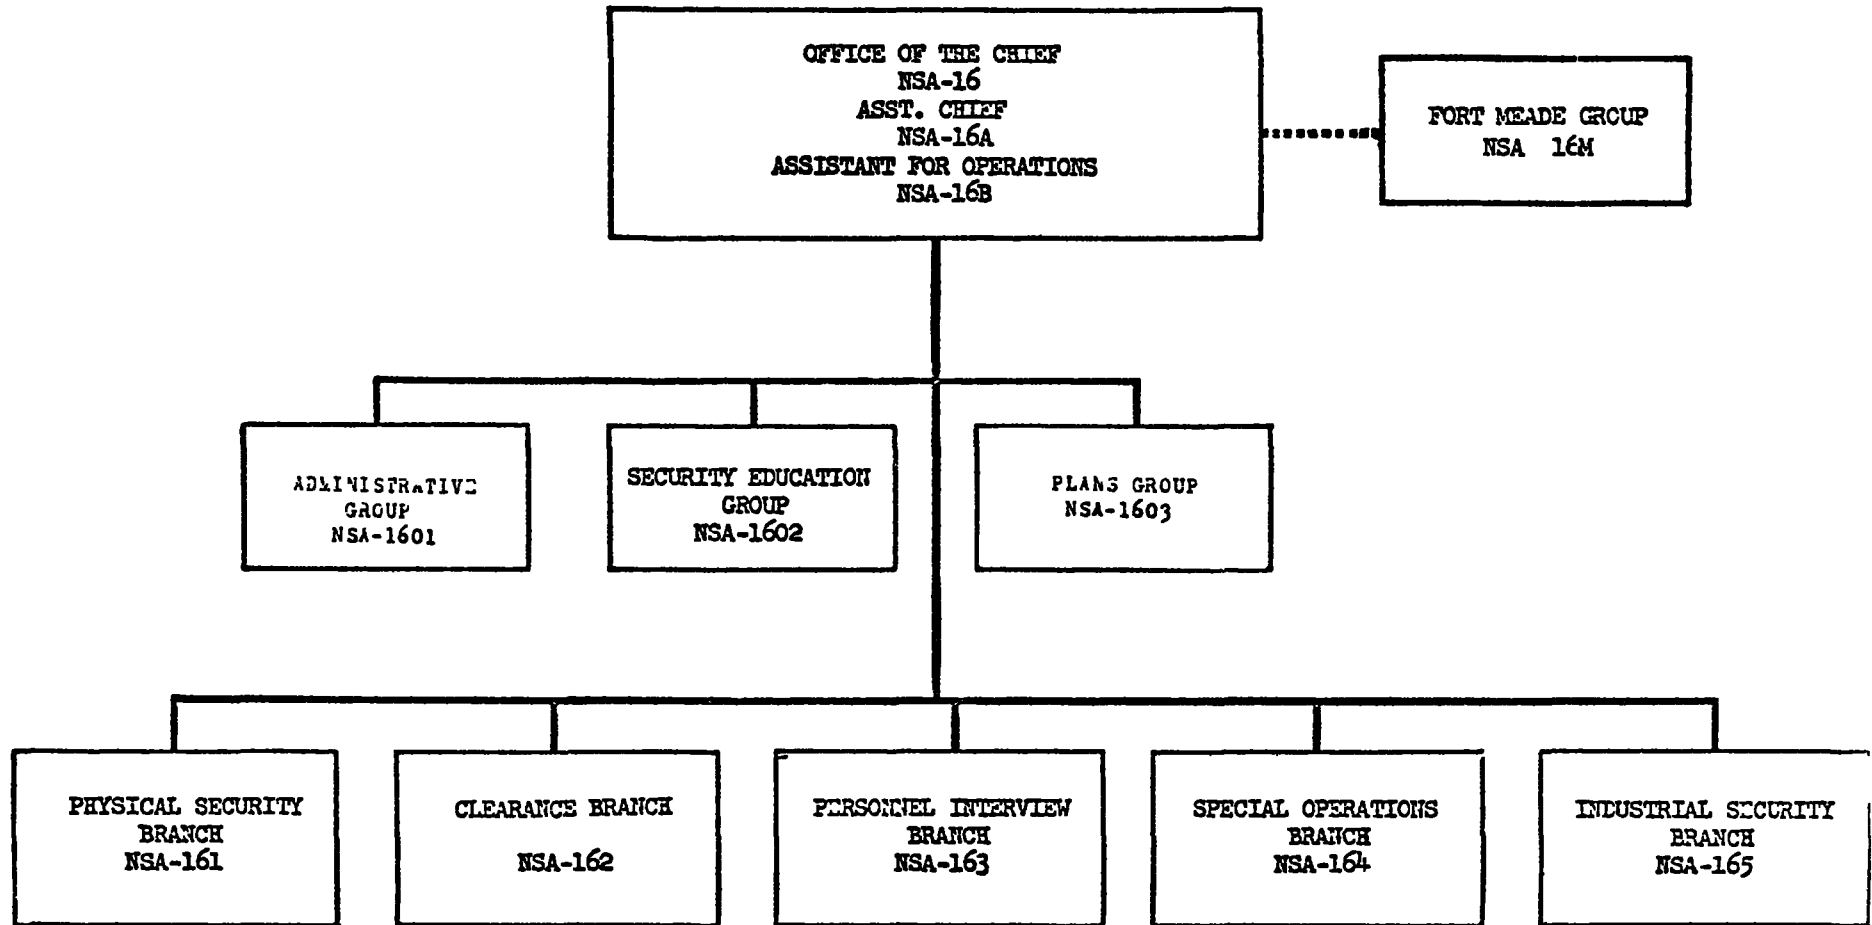 OFFICE OF THE CHIEF
NSA-16
ASST. CHIEF
NSA-16A
ASSISTANT FOR OPERATIONS
NSA-16B
FORT MEADE GROUP
NSA 16M
ADMINISTRATIVE
GROUP
NSA-1601
SECURITY EDUCATION
GROUP
NSA-1602
PLANS GROUP
NSA-1603
PHYSICAL SECURITY
BRANCH
NSA-161
CLEARANCE BRANCH
NSA-162
PERSONNEL INTERVIEW
BRANCH
NSA-163
SPECIAL OPERATIONS
BRANCH
NSA-164
INDUSTRIAL SECURITY
BRANCH
NSA-165